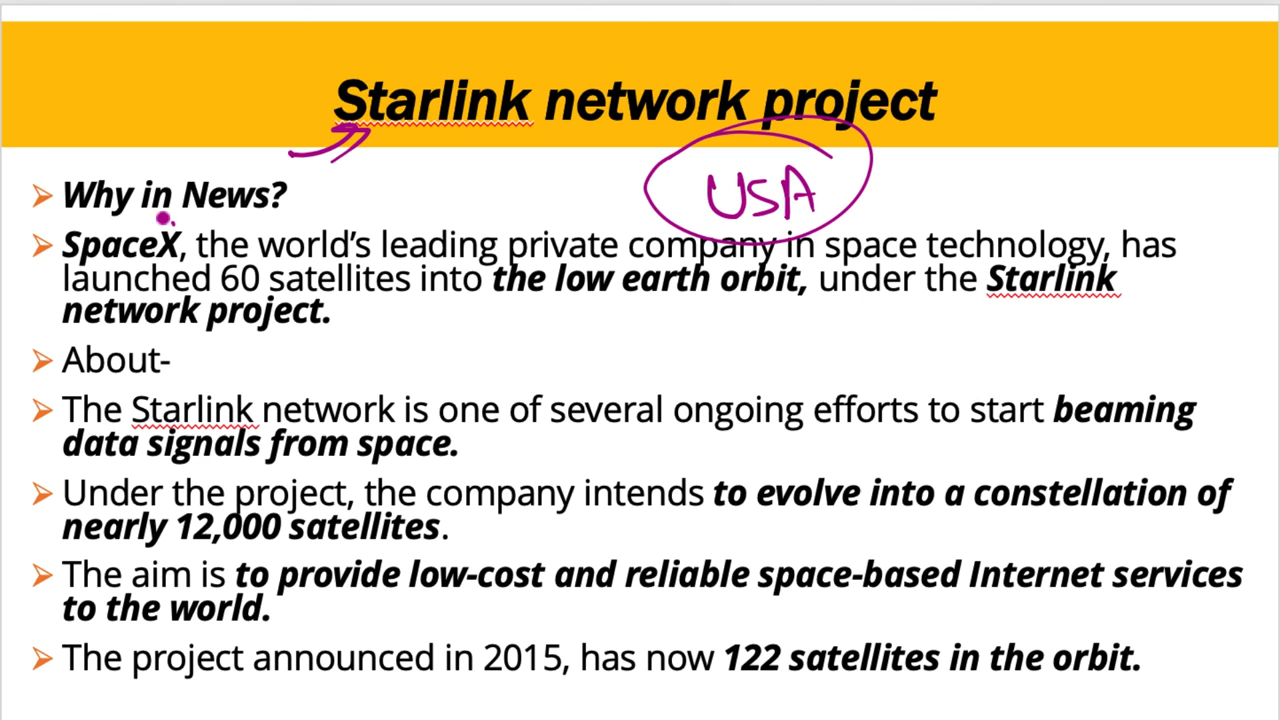 Starlink network project
USA
Why in News?
SpaceX, the world's leading private company in space technology, has
launched 60 satellites into the low earth orbit, under the Starlink
network project.
About-
The Starlink network is one of several ongoing efforts to start beaming
data signals from space.
Under the project, the company intends to evolve into a constellation of
nearly 12,000 satellites.
The aim is to provide low-cost and reliable space-based Internet services
to the world.
The project announced in 2015, has now 122 satellites in the orbit.